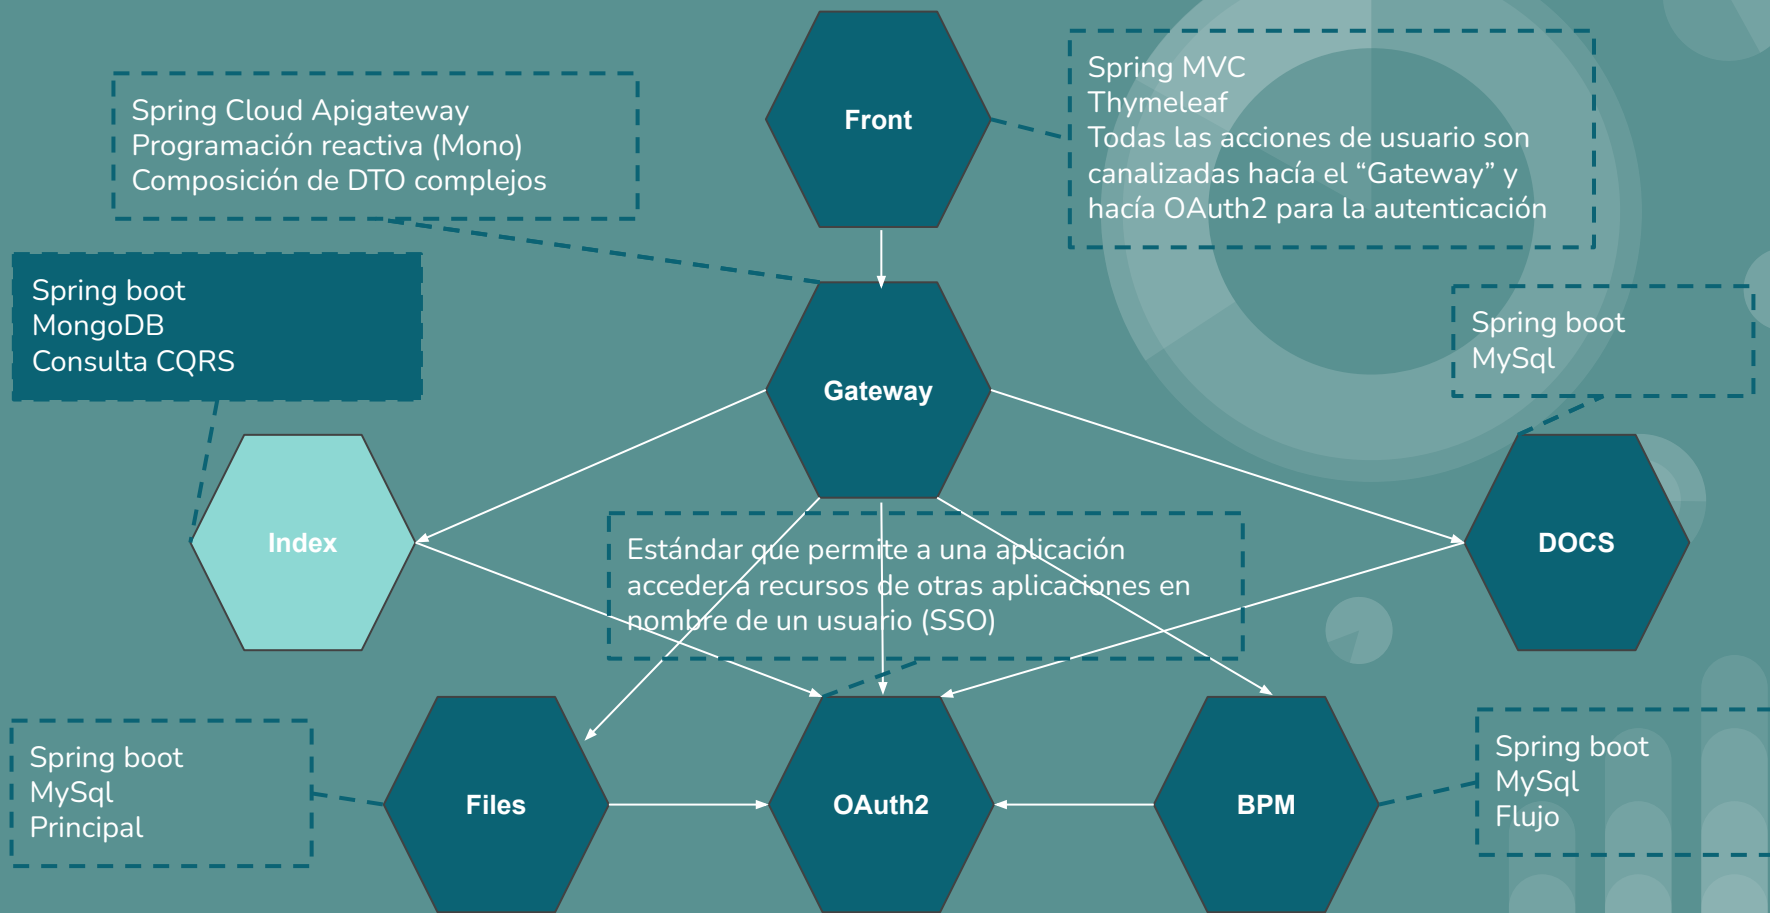 Front
Spring MVC
Thymeleaf
Todas las acciones de usuario son
canalizadas hacía el “Gateway” y
hacía OAuth2 para la autenticación
Spring Cloud Apigateway
Programación reactiva (Mono)
Composición de DTO complejos
Spring boot
MongoDB
Consulta CQRS
Gateway
Spring boot
MySql
Index
Estándar que permite a una aplicación
acceder a recursos de otras aplicaciones en
nombre de un usuario (SSO)
DOCS
Spring boot
MySql
Principal
Files
OAuth2
BPM
Spring boot
MySql
Flujo